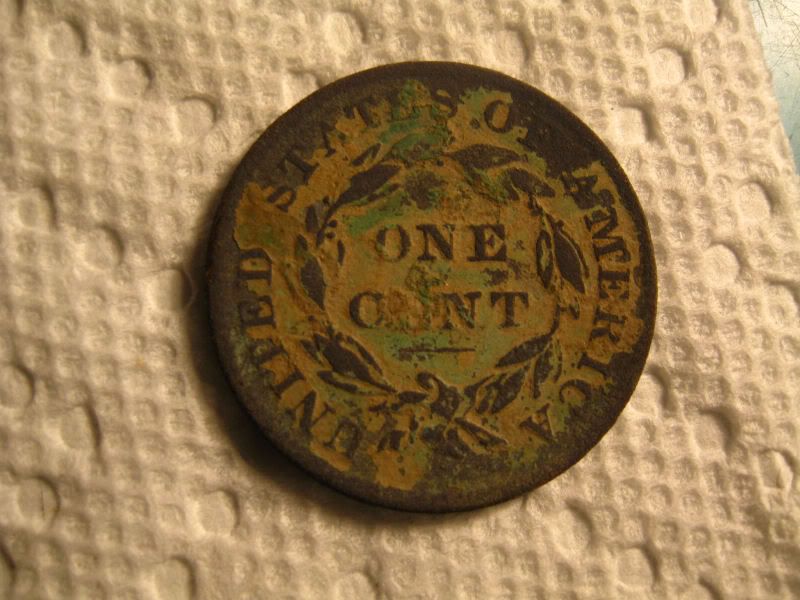 UNITED STATES OF AMERICA
ONE
CENT